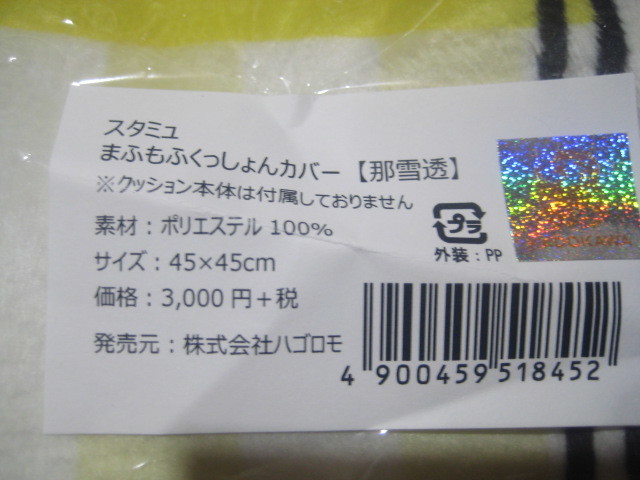 スタミュ
まふもふくっしょんカバー【那雪透】
※クッション本体は付属しておりません
素材：ポリエステル 100%
サイズ：45×45cm
価格：3,000 円＋税
発売元：株式会社ハゴロモ
プラ
外装：PP
KADOKAWA
4 900459 518452